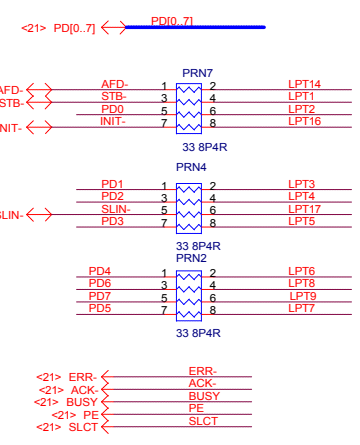 <21> PD[0..7] PD[0..7]
PRN7
AFD- AFD- 1 2 LPT14
STB- STB- 3 4 LPT1
PD0 5 6 LPT2
INIT- INIT- 7 8 LPT16
33 8P4R
PRN4
PD1 1 2 LPT3
PD2 3 4 LPT4
SLIN- SLIN- 5 6 LPT17
PD3 7 8 LPT5
33 8P4R
PRN2
PD4 1 2 LPT6
PD6 3 4 LPT8
PD7 5 6 LPT9
PD5 7 8 LPT7
33 8P4R
<21> ERR- ERR-
<21> ACK- ACK-
<21> BUSY BUSY
<21> PE PE
<21> SLCT SLCT